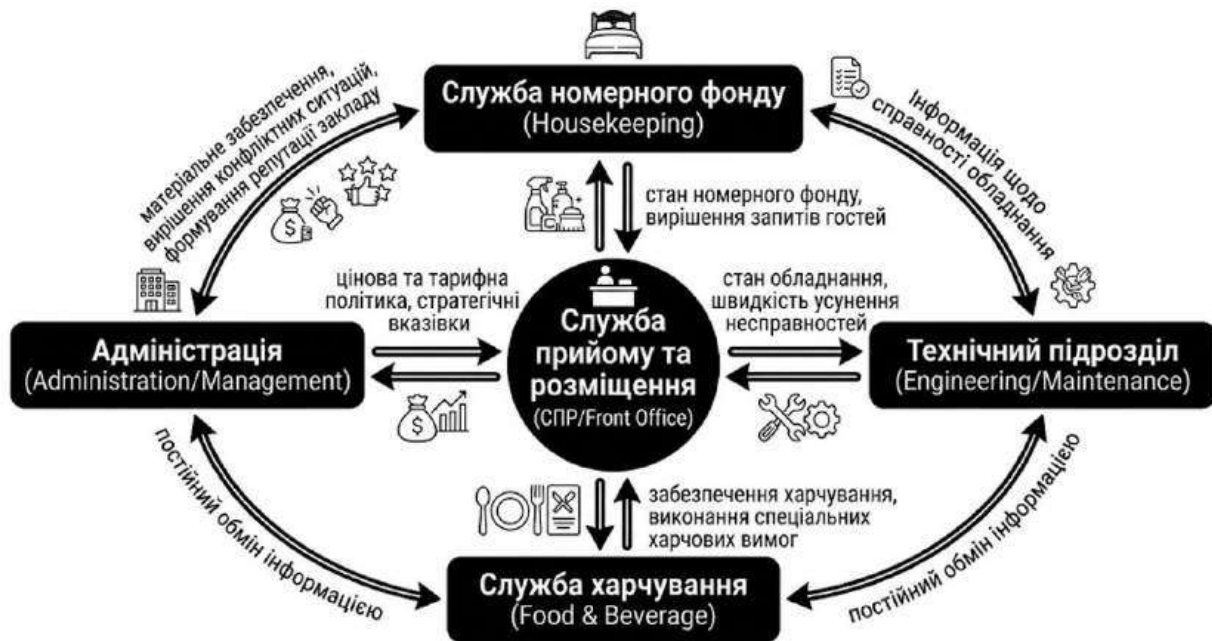 Служба номерного фонду
(Housekeeping)
матеріальне забезпечення,
вирішення конфліктних ситуацій,
формування репутації закладу
Інформація щодо
справності обладнання
стан номерного фонду,
вирішення запитів гостей
цінова та тарифна
політика, стратегічні
вказівки
стан обладнання,
швидкість усунення
несправностей
Адміністрація
(Administration/Management)
Служба
прийому та
розміщення
(СПР/Front Office)
Технічний підрозділ
(Engineering/Maintenance)
постійний обмін інформацією
забезпечення харчування,
виконання спеціальних
харчових вимог
постійний обмін інформацією
Служба харчування
(Food & Beverage)